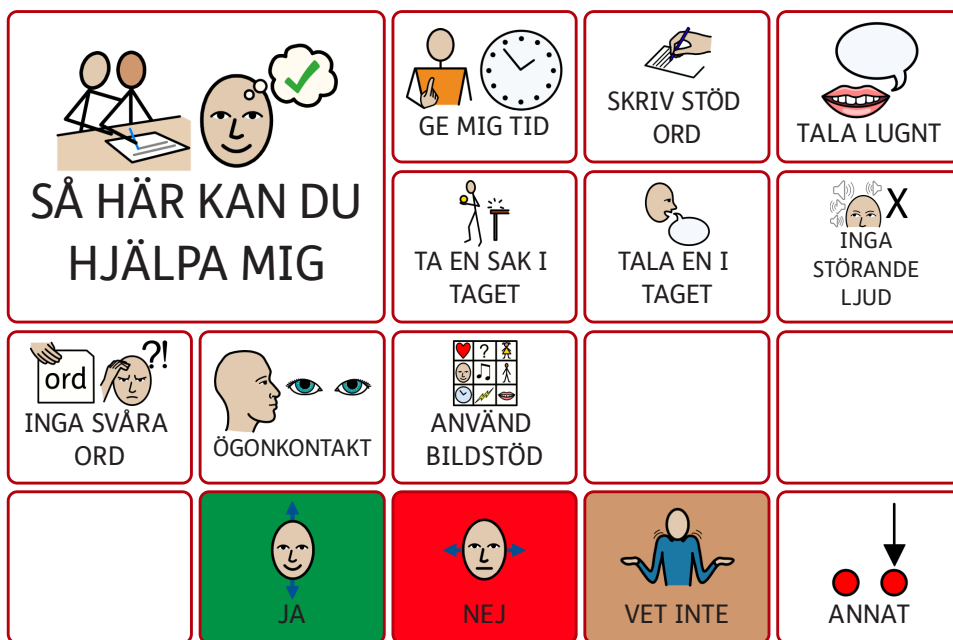 SÅ HÄR KAN DU
HJÄLPA MIG
GE MIG TID
SKRIV STÖD
ORD
TALA LUGNT
TA EN SAK I
TAGET
TALA EN I
TAGET
X
INGA
STÖRANDE
LJUD
ord
?!
INGA SVÅRA
ORD
ÖGONKONTAKT
?
ANVÄND
BILDSTÖD
JA
NEJ
VET INTE
ANNAT